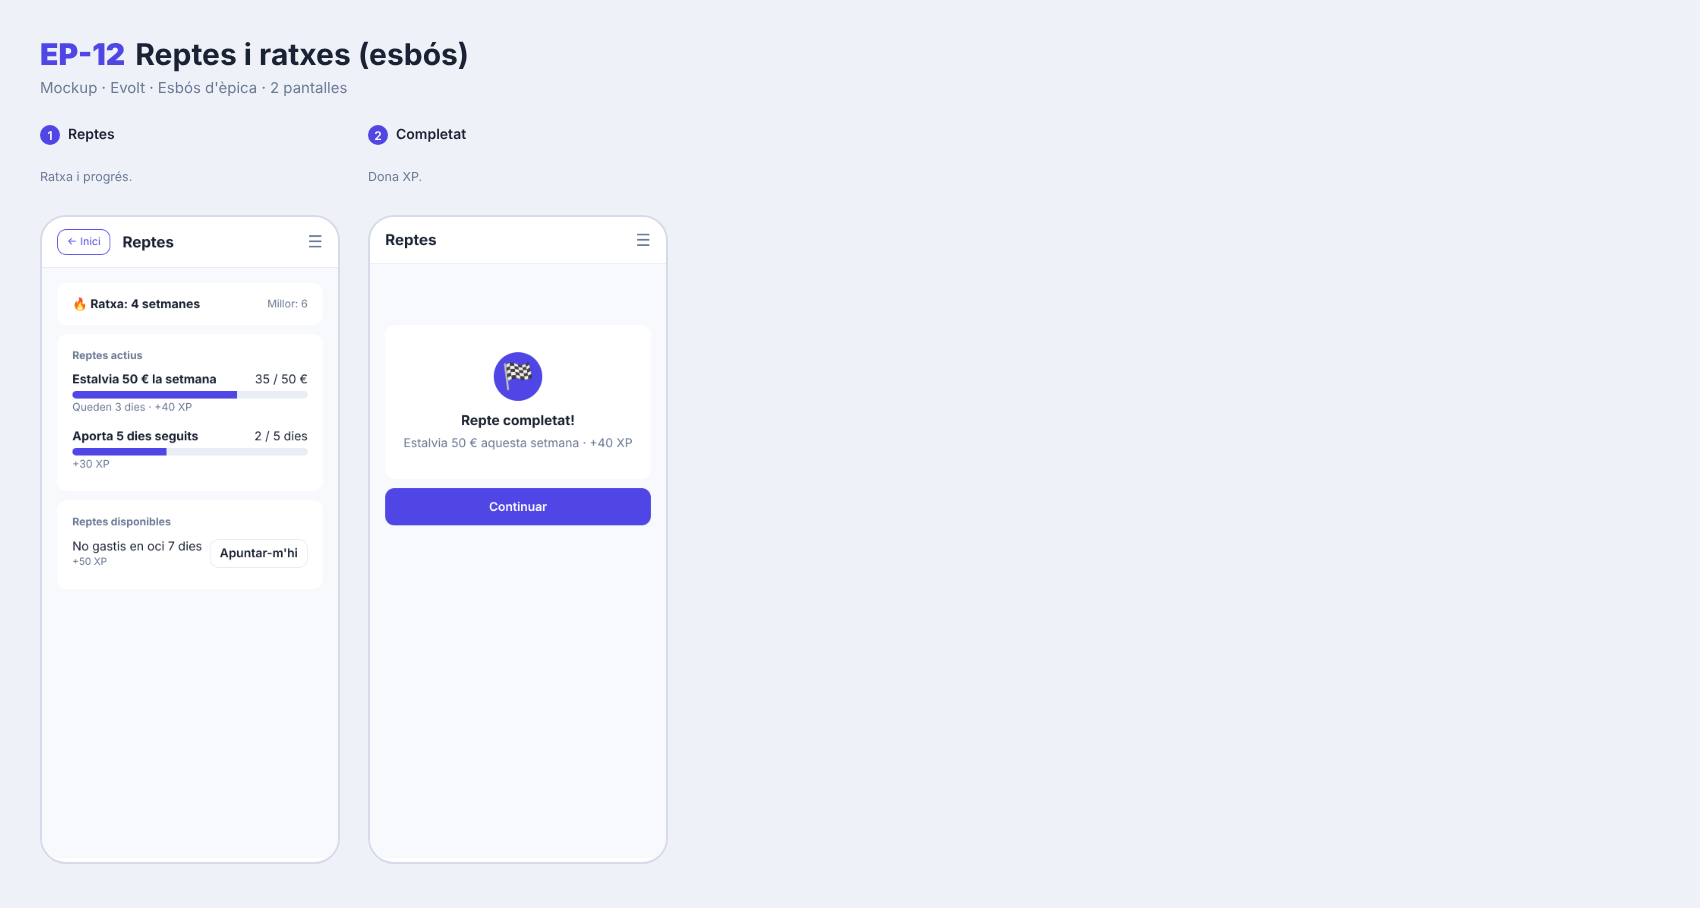 EP-12 Reptes i ratxes (esbós)
Mockup · Evolt · Esbós d'èpica · 2 pantalles
1 Reptes
Ratxa i progrés.
← Inici Reptes ☰
🔥 Ratxa: 4 setmanes Millor: 6
Reptes actius
Estalvia 50 € la setmana 35 / 50 €
Queden 3 dies · +40 XP
Aporta 5 dies seguits 2 / 5 dies
+30 XP
Reptes disponibles
No gastis en oci 7 dies
+50 XP
Apuntar-m'hi
2 Completat
Dona XP.
Reptes ☰
Repte completat!
Estalvia 50 € aquesta setmana · +40 XP
Continuar